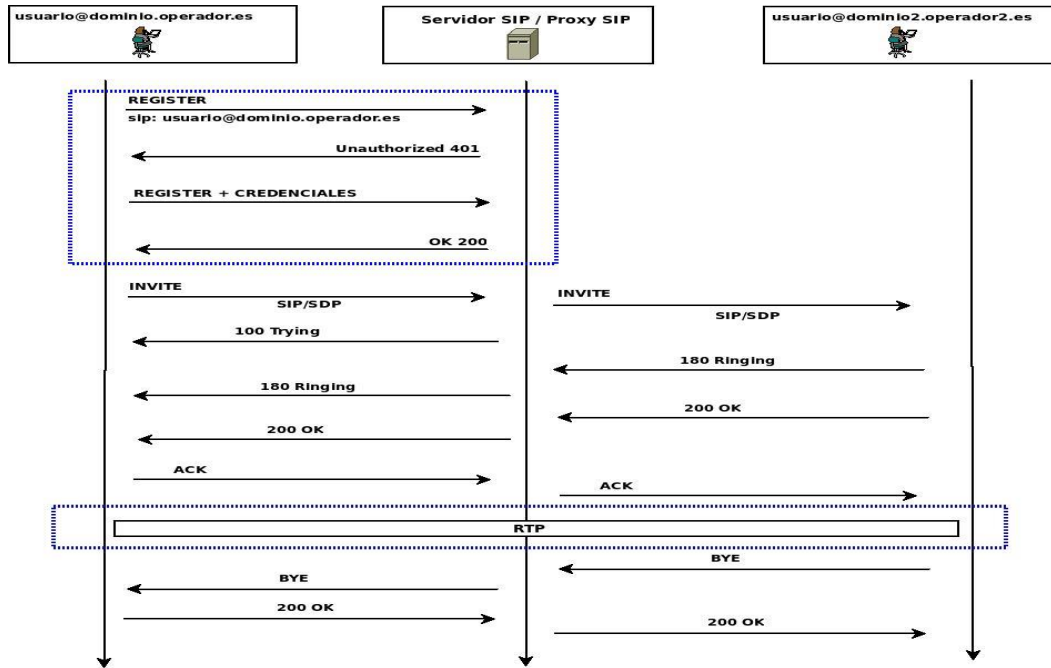 usuario@dominio.operador.es
Servidor SIP / Proxy SIP
usuario@dominio2.operador2.es
REGISTER
sip: usuario@dominio.operador.es
Unauthorized 401
REGISTER + CREDENCIALES
OK 200
INVITE
SIP/SDP
INVITE
SIP/SDP
100 Trying
180 Ringing
180 Ringing
200 OK
200 OK
ACK
ACK
RTP
BYE
BYE
200 OK
200 OK